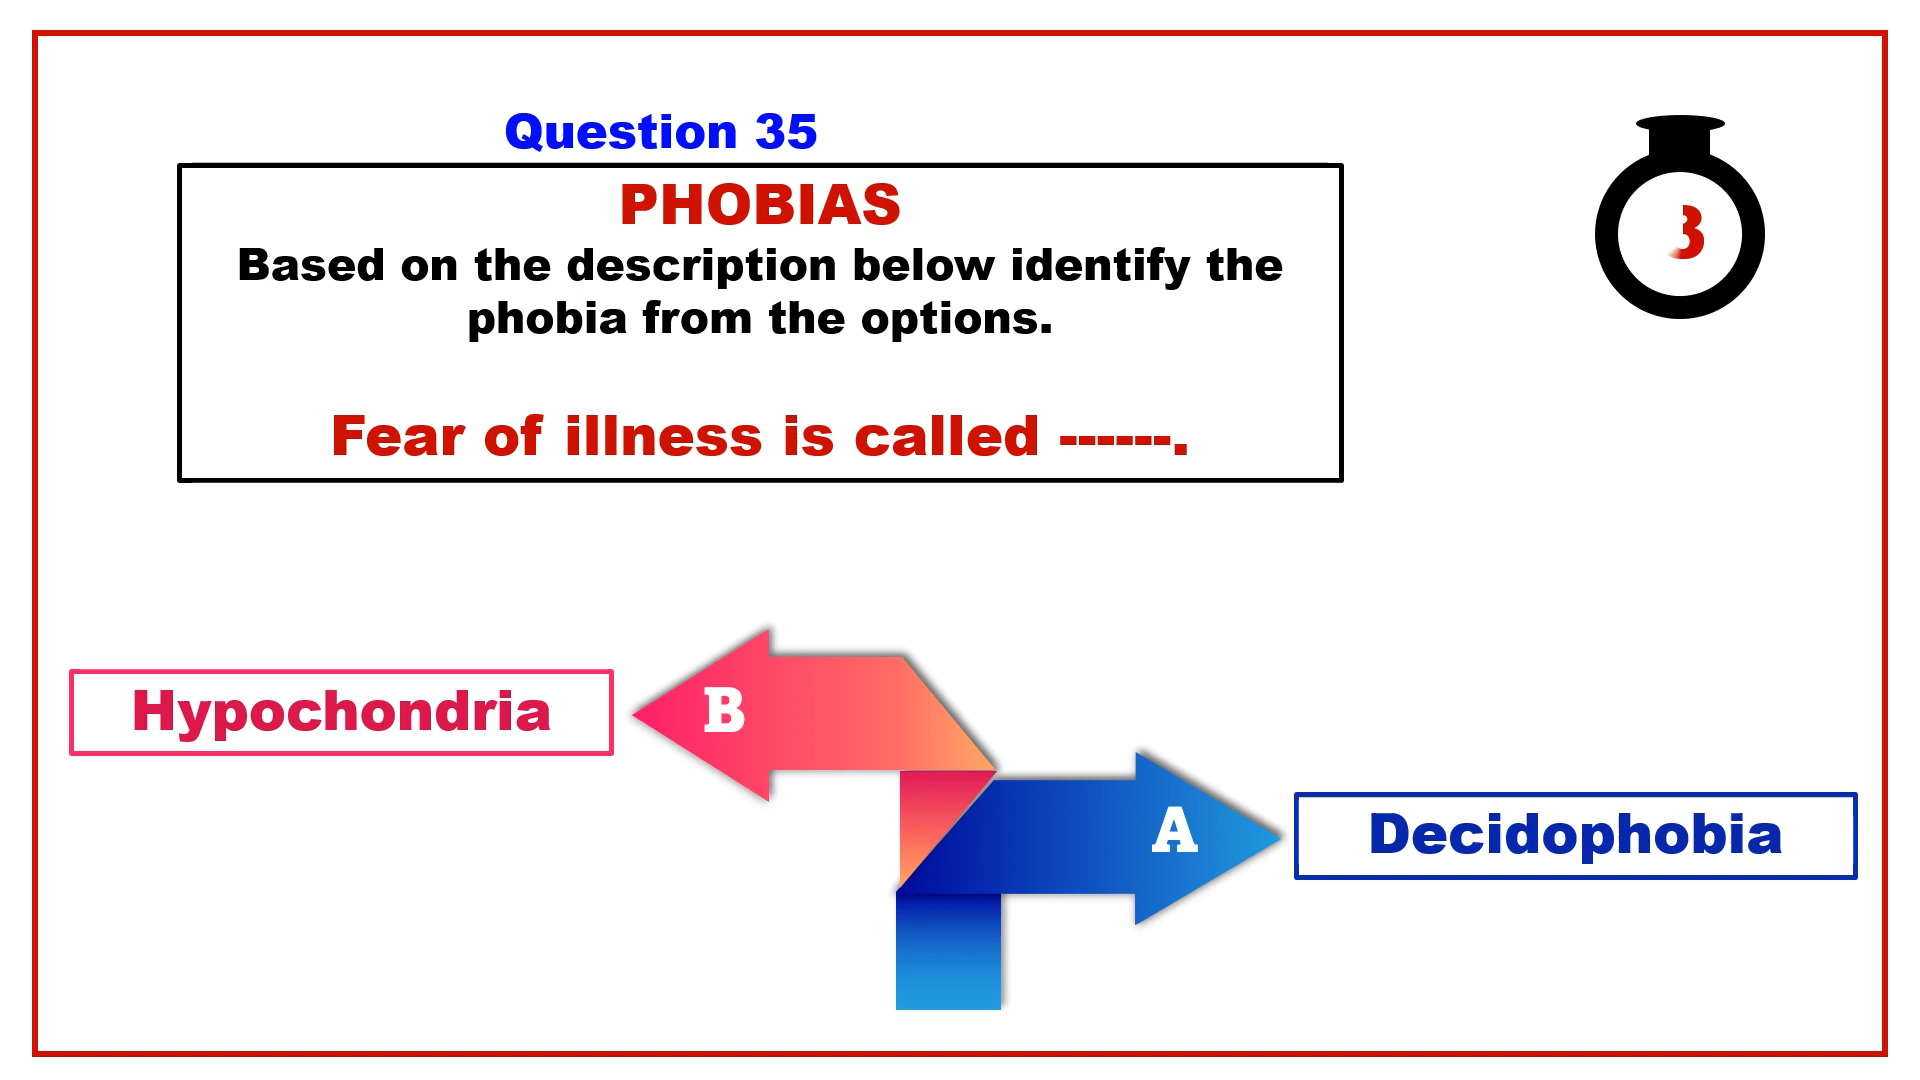 Question 35
3
PHOBIAS
Based on the description below identify the
phobia from the options.
Fear of illness is called ------.
Hypochondria
B
A
Decidophobia